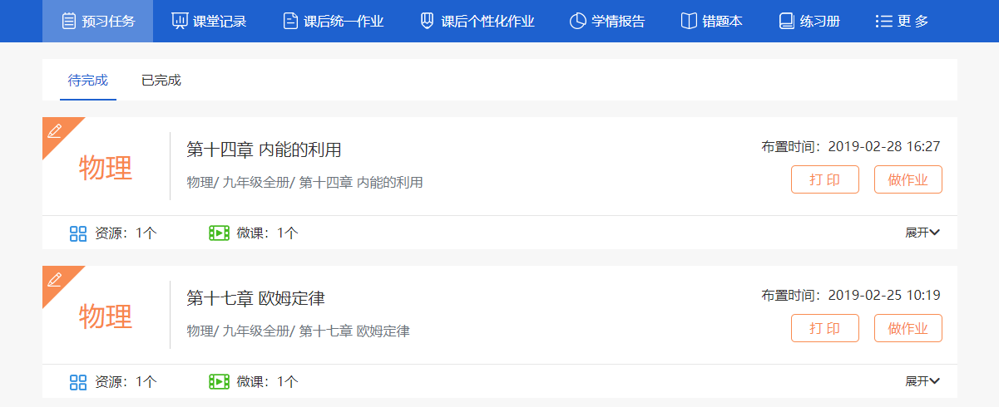 预习任务 课堂记录 课后统一作业 课后个性化作业 学情报告 错题本 练习册 更 多
待完成 已完成
物理
第十四章 内能的利用
物理/ 九年级全册/ 第十四章 内能的利用
布置时间：2019-02-28 16:27
打 印 做作业
资源：1个 微课：1个 展开
物理
第十七章 欧姆定律
物理/ 九年级全册/ 第十七章 欧姆定律
布置时间：2019-02-25 10:19
打 印 做作业
资源：1个 微课：1个 展开